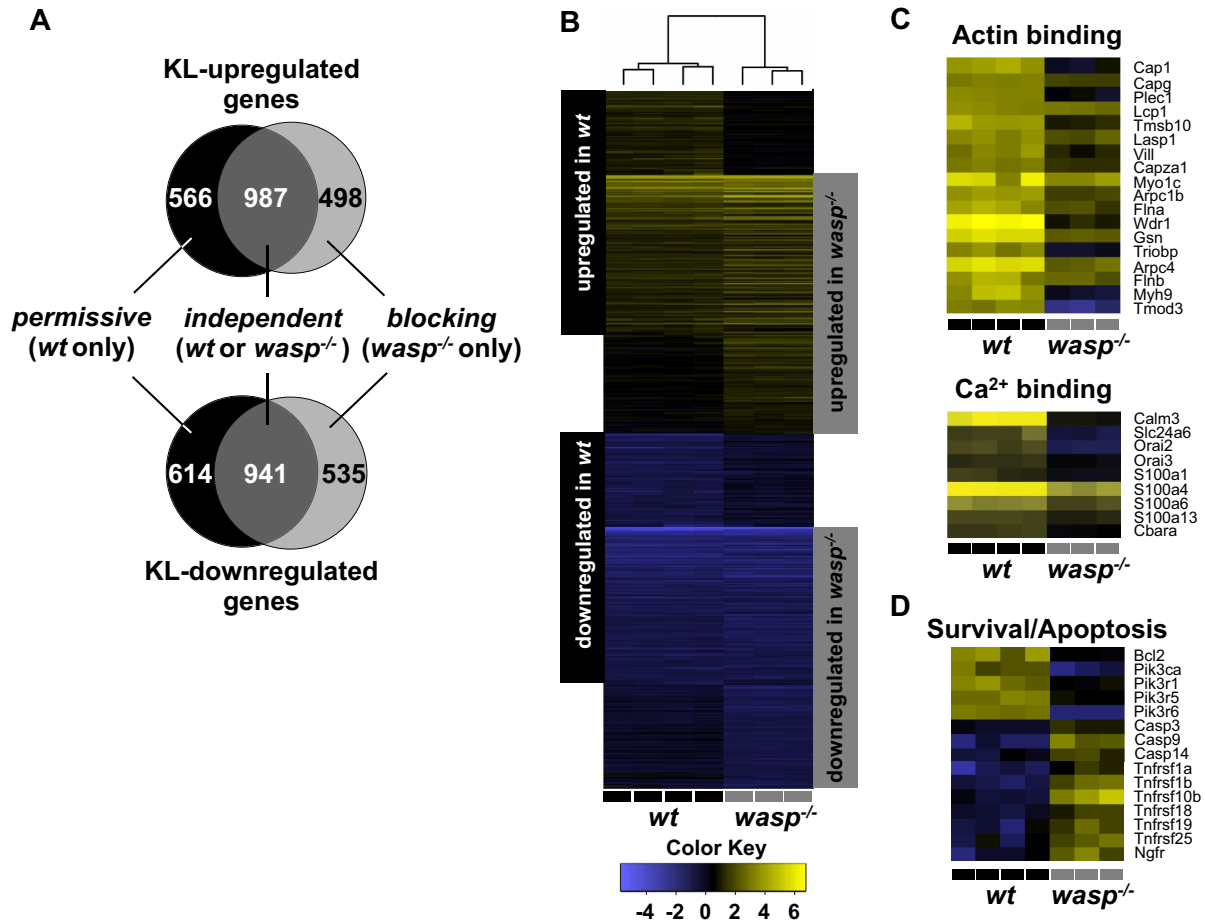 A
KL-upregulated
genes
566 987 498
permissive
(wt only)
independent
(wt or wasp-/-)
blocking
(wasp-/- only)
614 941 535
KL-downregulated
genes
B
upregulated in wt
upregulated in wasp-/-
downregulated in wt
downregulated in wasp-/-
wt wasp-/-
Color Key
-4 -2 0 2 4 6
C
Actin binding
Cap1
Capg
Plec1
Lcp1
Tmsb10
Lasp1
Vill
Capza1
Myo1c
Arpc1b
Flna
Wdr1
Gsn
Triobp
Arpc4
Flnb
Myh9
Tmod3
wt wasp-/-
Ca2+ binding
Calm3
Slc24a6
Orai2
Orai3
S100a1
S100a4
S100a6
S100a13
Cbara
wt wasp-/-
D
Survival/Apoptosis
Bcl2
Pik3ca
Pik3r1
Pik3r5
Pik3r6
Casp3
Casp9
Casp14
Tnfrsf1a
Tnfrsf1b
Tnfrsf10b
Tnfrsf18
Tnfrsf19
Tnfrsf25
Ngfr
wt wasp-/-